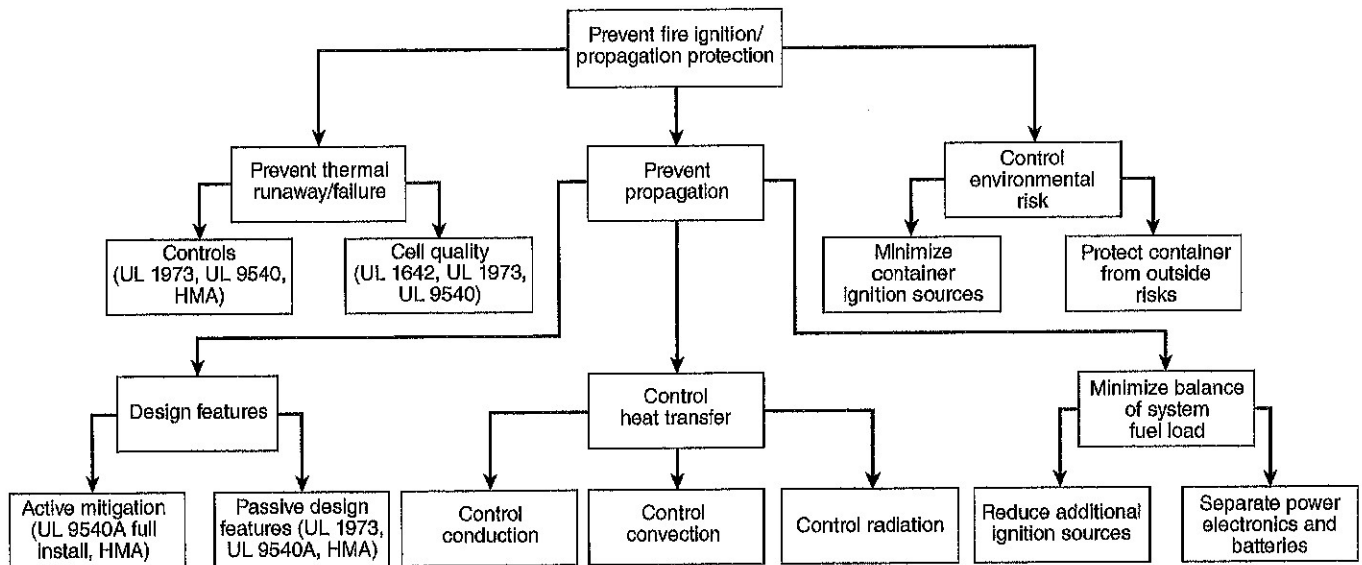 Prevent fire ignition/
propagation protection
Prevent thermal
runaway/failure
Prevent
propagation
Control
environmental
risk
Controls
(UL 1973, UL 9540,
HMA)
Cell quality
(UL 1642, UL 1973,
UL 9540)
Minimize
container
ignition sources
Protect container
from outside
risks
Design features
Control
heat transfer
Minimize balance
of system
fuel load
Active mitigation
(UL 9540A full
install, HMA)
Passive design
features (UL 1973,
UL 9540A, HMA)
Control
conduction
Control
convection
Control radiation
Reduce additional
ignition sources
Separate power
electronics and
batteries